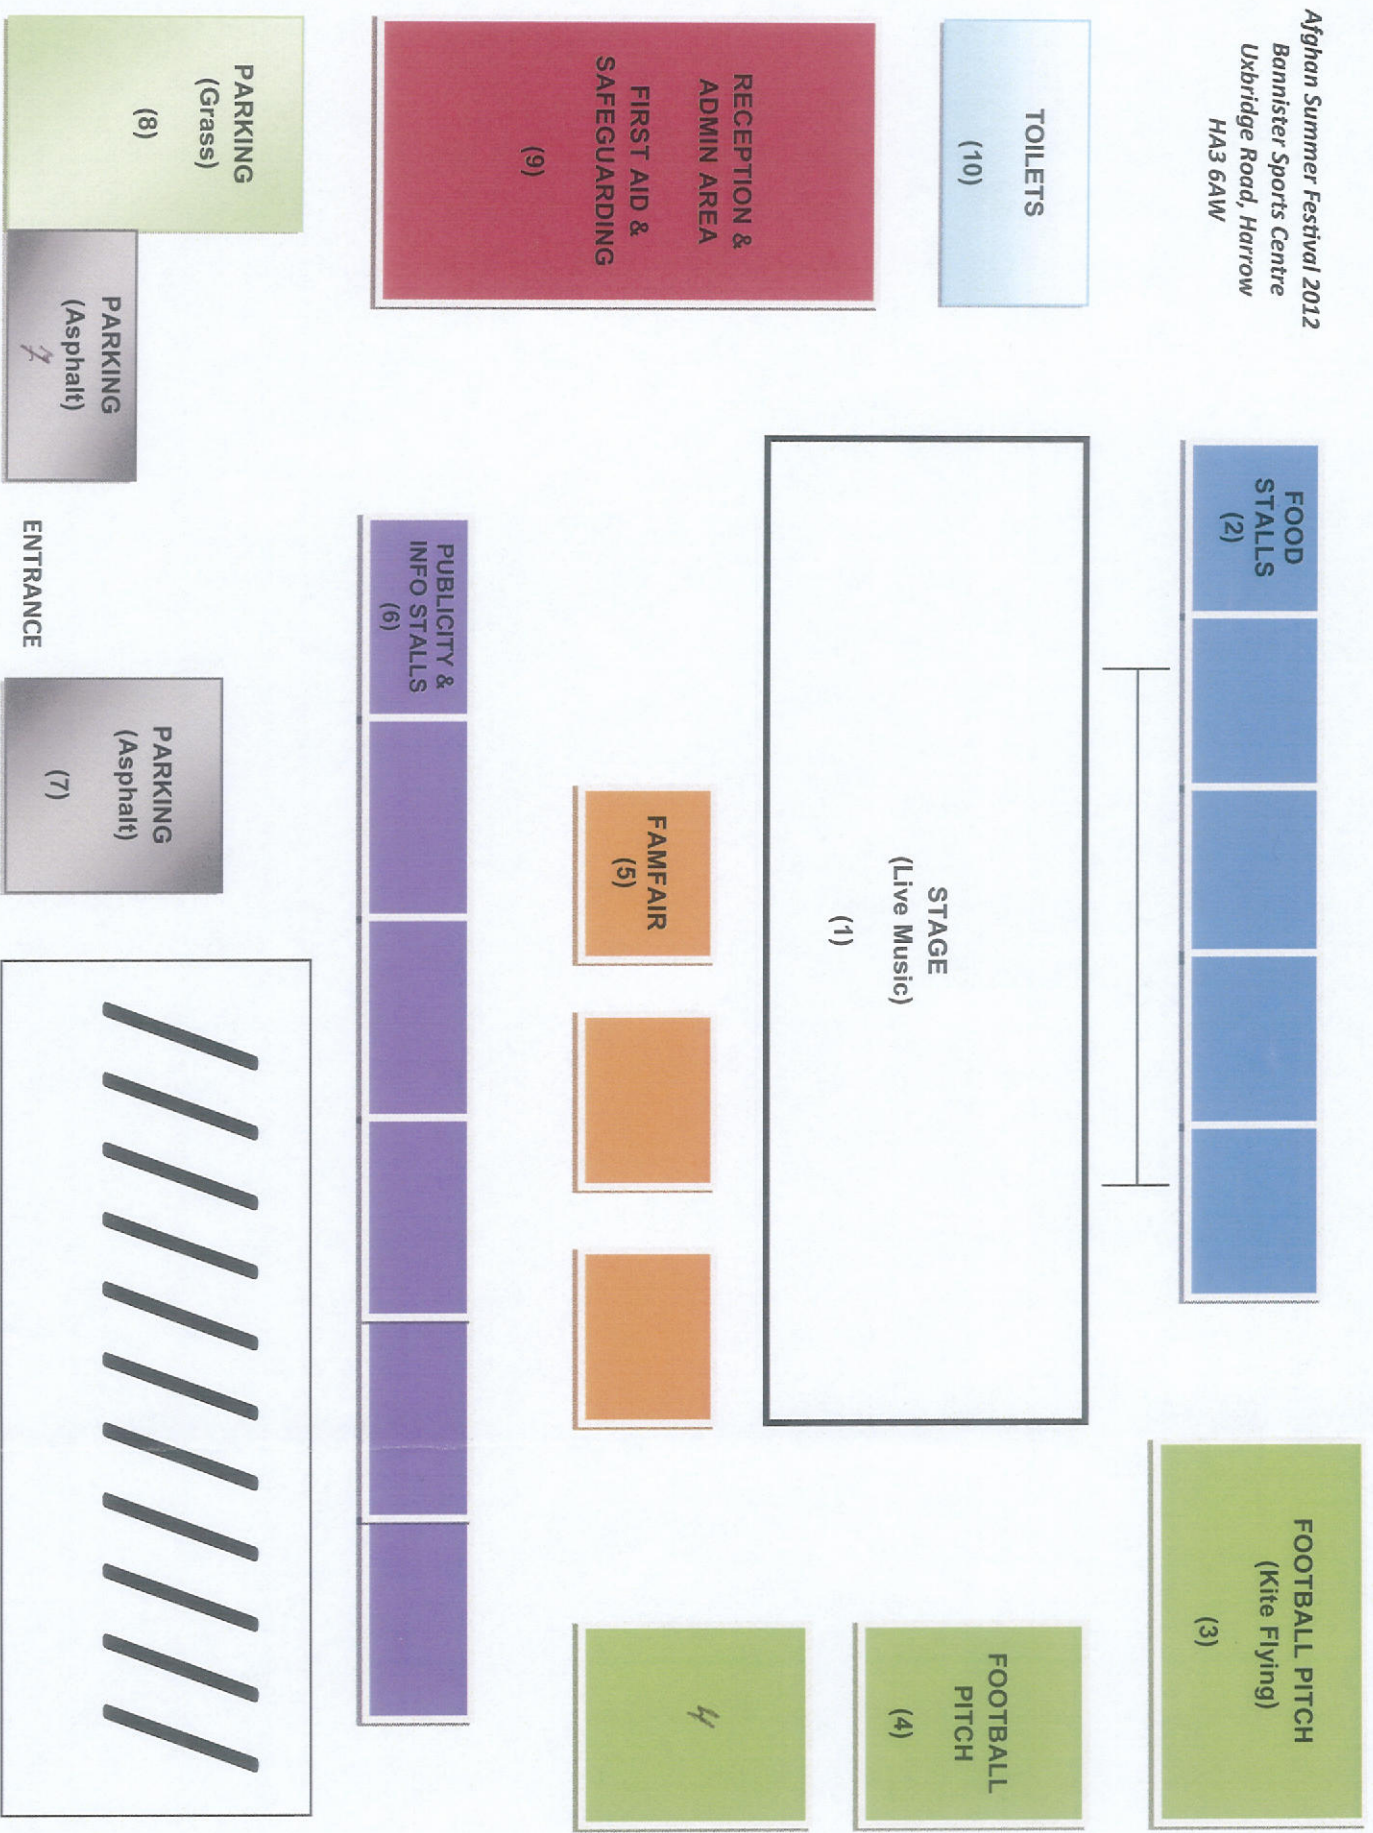 Afghan Summer Festival 2012
Bannister Sports Centre
Uxbridge Road, Harrow
HA3 6AW
FOOD
STALLS
(2)
FOOTBALL PITCH
(Kite Flying)
(3)
TOILETS
(10)
STAGE
(Live Music)
(1)
FOOTBALL
PITCH
(4)
4
RECEPTION &
ADMIN AREA
FIRST AID &
SAFEGUARDING
(9)
FAMFAIR
(5)
PUBLICITY &
INFO STALLS
(6)
PARKING
(Grass)
(8)
PARKING
(Asphalt)
7
ENTRANCE
PARKING
(Asphalt)
(7)